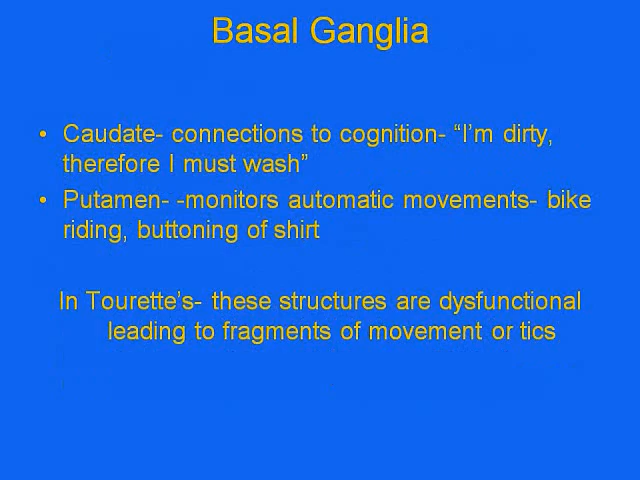 Basal Ganglia
• Caudate- connections to cognition- “I’m dirty,
therefore I must wash”
• Putamen- -monitors automatic movements- bike
riding, buttoning of shirt
In Tourette’s- these structures are dysfunctional
leading to fragments of movement or tics